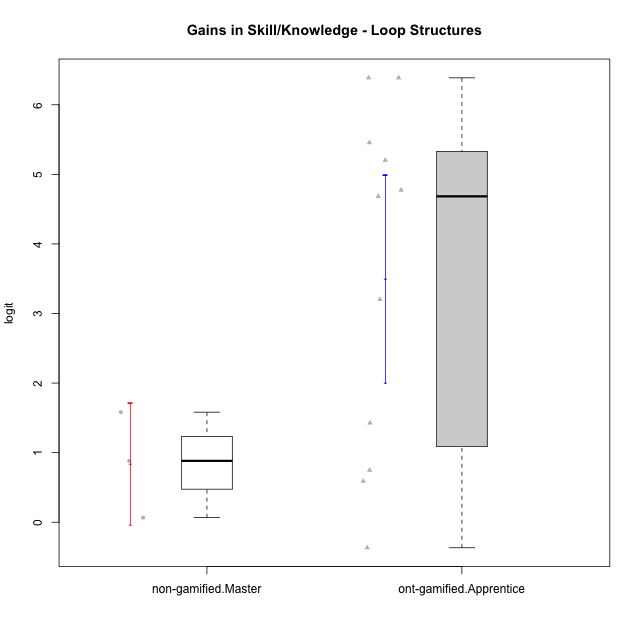 Gains in Skill/Knowledge - Loop Structures
logit
6
5
4
3
2
1
0
non-gamified.Master
ont-gamified.Apprentice